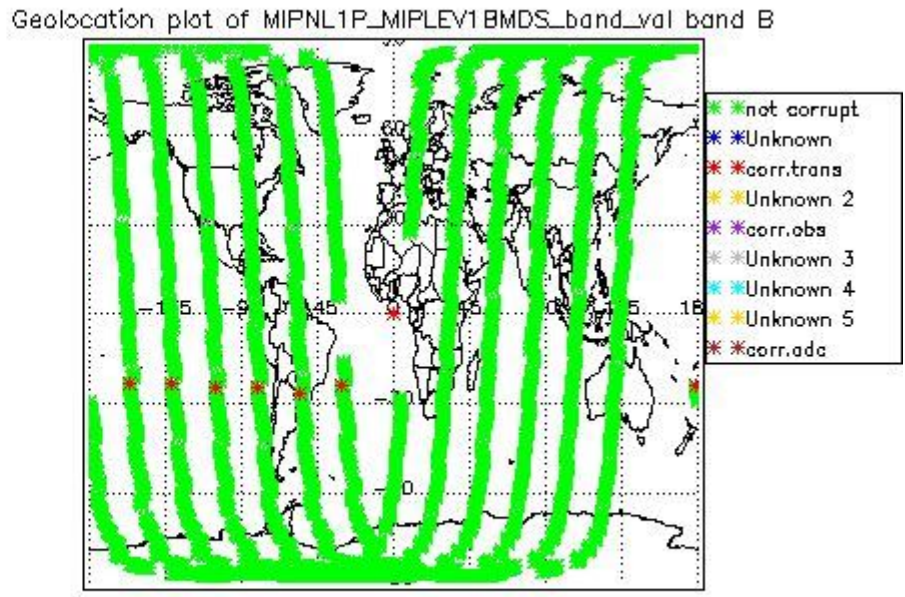 Geolocation plot of MIPNL1P_MIPLEV1BMDS_band_val band B
not corrupt
Unknown
corr.trans
Unknown 2
corr.obs
Unknown 3
Unknown 4
Unknown 5
corr.adc
60